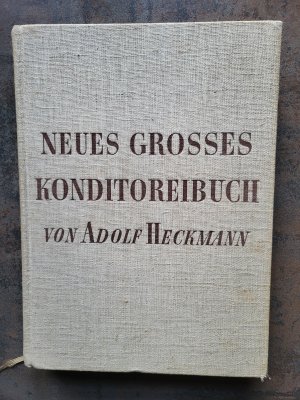 NEUES GROSSES
KONDITOREIBUCH
VON ADOLF HECKMANN